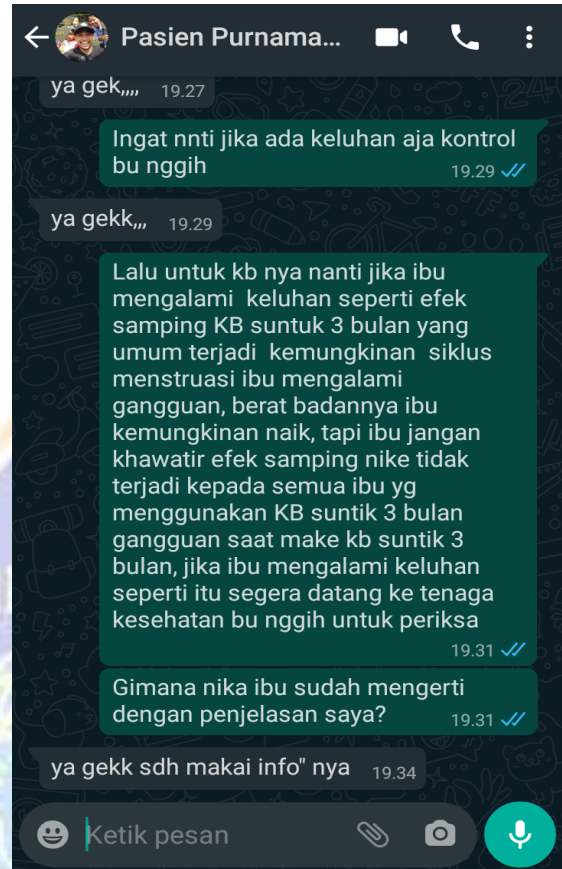 Pasien Purnama...
ya gek,,,, 19.27
Ingat nnti jika ada keluhan aja kontrol
bu nggih
19.29
ya gekk,,, 19.29
Lalu untuk kb nya nanti jika ibu
mengalami keluhan seperti efek
samping KB suntuk 3 bulan yang
umum terjadi kemungkinan siklus
menstruasi ibu mengalami
gangguan, berat badannya ibu
kemungkinan naik, tapi ibu jangan
khawatir efek samping nike tidak
terjadi kepada semua ibu yg
menggunakan KB suntik 3 bulan
gangguan saat make kb suntik 3
bulan, jika ibu mengalami keluhan
seperti itu segera datang ke tenaga
kesehatan bu nggih untuk periksa
19.31
Gimana nika ibu sudah mengerti
dengan penjelasan saya? 19.31
ya gekk sdh makai info" nya 19.34
Ketik pesan